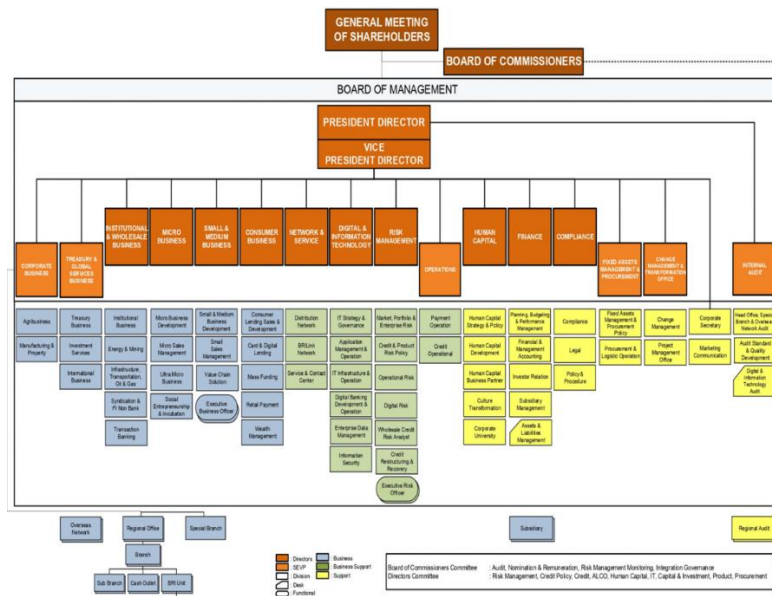 GENERAL MEETING
OF SHAREHOLDERS
BOARD OF COMMISSIONERS
BOARD OF MANAGEMENT
PRESIDENT DIRECTOR
VICE
PRESIDENT DIRECTOR
CORPORATE
BUSINESS
TREASURY &
GLOBAL
SERVICES
BUSINESS
INSTITUTIONAL
& WHOLESALE
BUSINESS
MICRO
BUSINESS
SMALL &
MEDIUM
BUSINESS
CONSUMER
BUSINESS
NETWORK &
SERVICE
DIGITAL &
INFORMATION
TECHNOLOGY
RISK
MANAGEMENT
OPERATIONS
HUMAN
CAPITAL
FINANCE
COMPLIANCE
FIXED ASSETS
MANAGEMENT &
PROCUREMENT
CHANGE
MANAGEMENT &
TRANSFORMATION
OFFICE
INTERNAL
AUDIT
Agribusiness
Manufacturing &
Property
Treasury
Business
Investment
Services
International
Business
Institutional
Business
Energy & Mining
Infrastructure,
Transportation,
Oil & Gas
Syndication &
FI Non Bank
Transaction
Banking
Micro Business
Development
Micro Sales
Management
Ultra Micro
Business
Social
Entrepreneurship
& Incubation
Small & Medium
Business
Development
Small
Sales
Management
Value Chain
Solution
Executive
Business Officer
Consumer
Lending Sales &
Development
Card & Digital
Lending
Mass Funding
Retail Payment
Wealth
Management
Distribution
Network
BRILink
Network
Service & Contact
Center
IT Strategy &
Governance
Application
Management &
Operation
IT Infrastructure &
Operation
Digital Banking
Development &
Operation
Enterprise Data
Management
Information
Security
Market, Portfolio &
Enterprise Risk
Credit & Product
Risk Policy
Operational Risk
Digital Risk
Wholesale Credit
Risk Analyst
Credit
Restructuring &
Recovery
Executive Risk
Officer
Payment
Operation
Credit
Operational
Human Capital
Strategy & Policy
Human Capital
Development
Human Capital
Business Partner
Culture
Transformation
Corporate
University
Planning, Budgeting
& Performance
Management
Financial &
Management
Accounting
Investor Relation
Subsidiary
Management
Assets &
Liabilities
Management
Compliance
Legal
Policy &
Procedure
Fixed Assets
Management &
Procurement
Policy
Procurement &
Logistic Operation
Change
Management
Project
Management
Office
Corporate
Secretary
Marketing
Communication
Head Office, Special
Branch & Overseas
Network Audit
Audit Standard
& Quality
Development
Digital &
Information
Technology
Audit
Overseas
Network
Regional Office
Special Branch
Subsidiary
Regional Audit
Branch
Sub Branch
Cash Outlet
BRI Unit
: Directors
: SEVP
: Division
: Desk
: Functional
: Business
: Business Support
: Support
Board of Commissioners Committee : Audit, Nomination & Remuneration, Risk Management Monitoring, Integration Governance
Directors Committee : Risk Management, Credit Policy, Credit, ALCO, Human Capital, IT, Capital & Investment, Product, Procurement